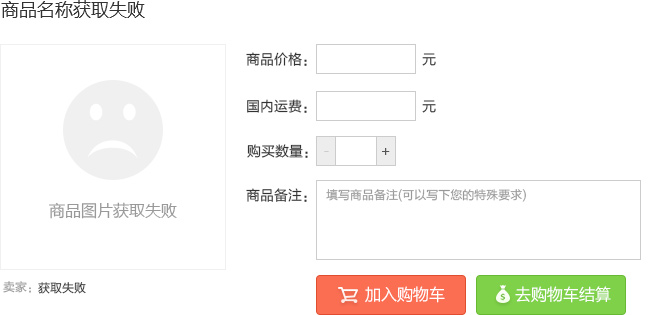 商品名称获取失败
商品图片获取失败
卖家：获取失败
商品价格： 元
国内运费： 元
购买数量： - +
商品备注： 填写商品备注(可以写下您的特殊要求)
加入购物车 去购物车结算